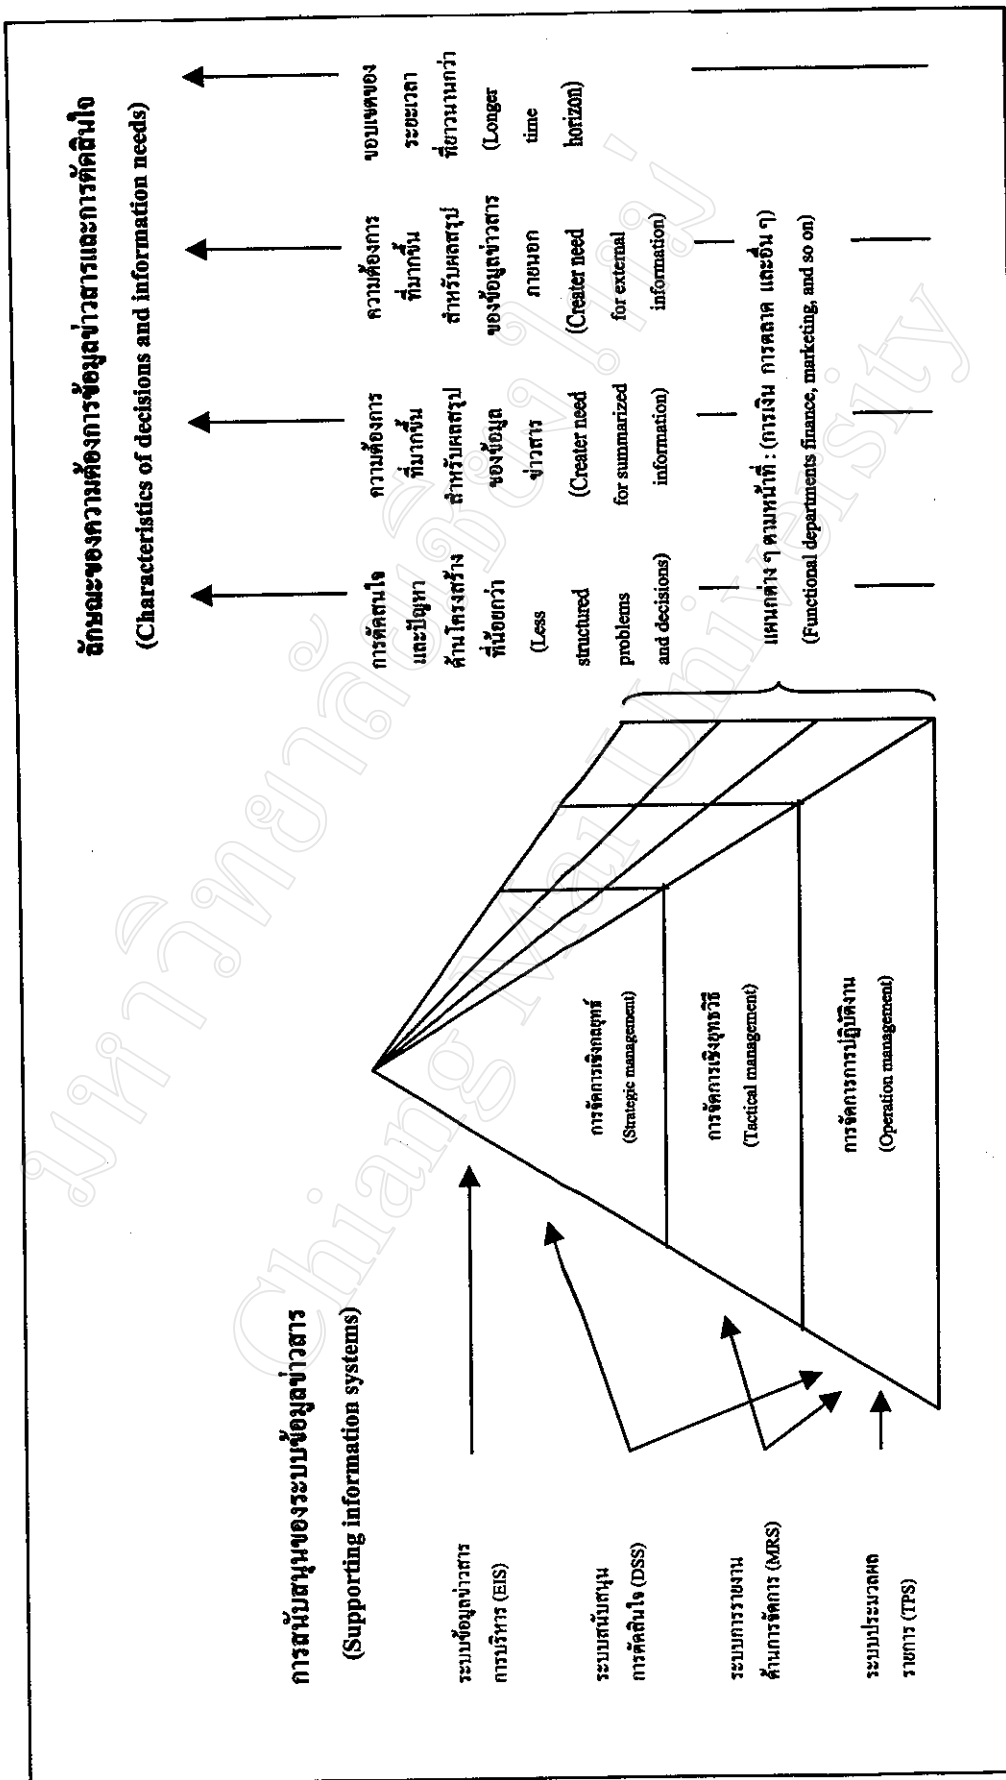 การสนับสนุนของระบบข้อมูลข่าวสาร
(Supporting information systems)
ระบบข้อมูลข่าวสาร
การบริหาร (EIS)
ระบบสนับสนุน
การตัดสินใจ (DSS)
ระบบการรายงาน
ด้านการจัดการ (MRS)
ระบบประมวลผล
รายการ (TPS)
การจัดการเชิงกลยุทธ์
(Strategic management)
การจัดการเชิงยุทธวิธี
(Tactical management)
การจัดการการปฏิบัติงาน
(Operation management)
ลักษณะของความต้องการข้อมูลข่าวสารและการตัดสินใจ
(Characteristics of decisions and information needs)
การตัดสินใจ
และปัญหา
ด้านโครงสร้าง
ที่น้อยกว่า
(Less
structured
problems
and decisions)
ความต้องการ
ที่มากขึ้น
สำหรับผลสรุป
ของข้อมูล
ข่าวสาร
(Creater need
for summarized
information)
ความต้องการ
ที่มากขึ้น
สำหรับผลสรุป
ของข้อมูลข่าวสาร
ภายนอก
(Creater need
for external
information)
ขอบเขตของ
ระยะเวลา
ที่ยาวนานกว่า
(Longer
time
horizon)
แผนกต่าง ๆ ตามหน้าที่ : (การเงิน การตลาด และอื่น ๆ)
(Functional departments finance, marketing, and so on)
มหาวิทยาลัยเชียงใหม่
Chiang Mai University